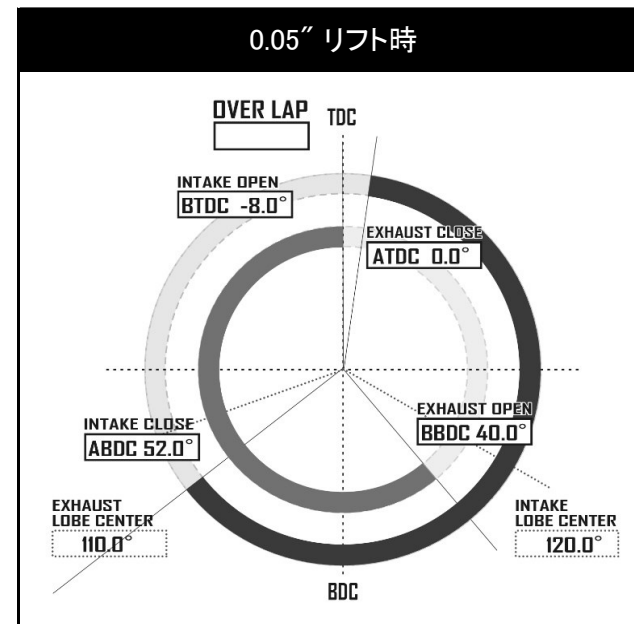 0.05″ リフト時
OVER LAP
TDC
INTAKE OPEN
BTDC -8.0°
EXHAUST CLOSE
ATDC 0.0°
EXHAUST OPEN
BBDC 40.0°
INTAKE CLOSE
ABDC 52.0°
EXHAUST
LOBE CENTER
110.0°
INTAKE
LOBE CENTER
120.0°
BDC